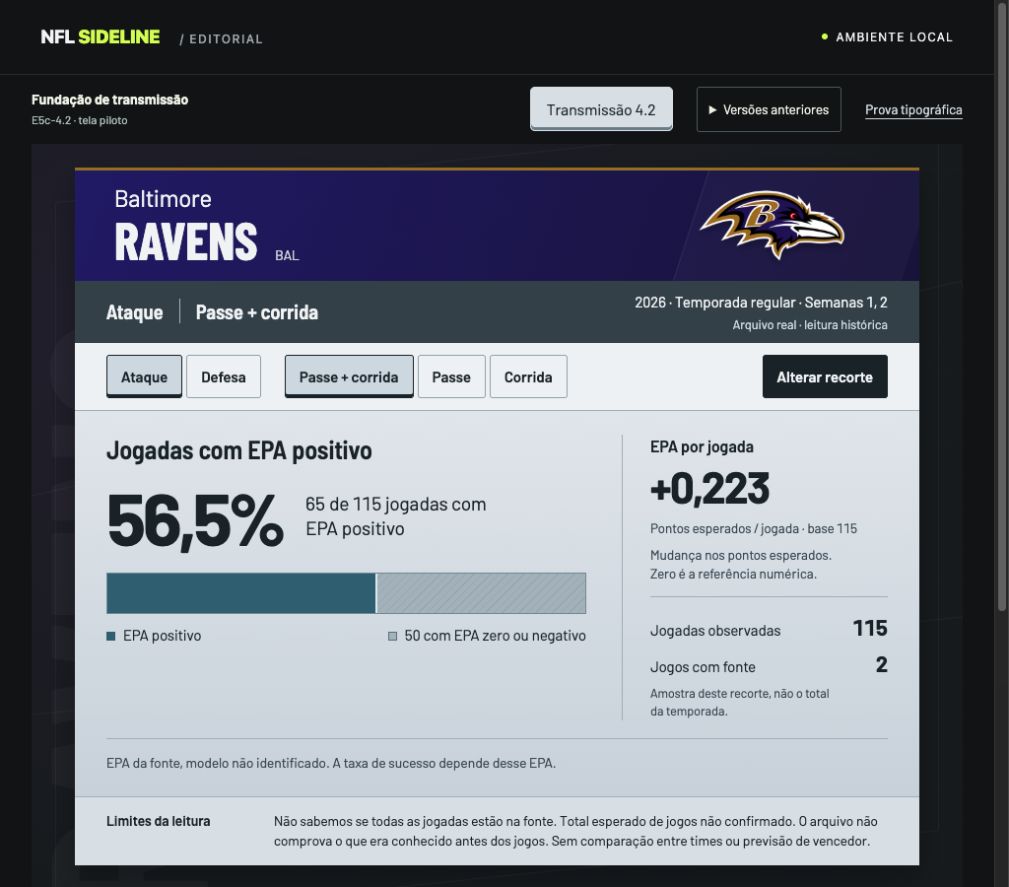 NFL SIDELINE / EDITORIAL
AMBIENTE LOCAL
Fundação de transmissão
E5c-4.2 · tela piloto
Transmissão 4.2
Versões anteriores
Prova tipográfica
Baltimore
RAVENS BAL
B
Ataque
Passe + corrida
2026 · Temporada regular · Semanas 1, 2
Arquivo real · leitura histórica
Ataque
Defesa
Passe + corrida
Passe
Corrida
Alterar recorte
Jogadas com EPA positivo
56,5%
65 de 115 jogadas com
EPA positivo
EPA positivo
50 com EPA zero ou negativo
EPA por jogada
+0,223
Pontos esperados / jogada · base 115
Mudança nos pontos esperados.
Zero é a referência numérica.
Jogadas observadas 115
Jogos com fonte 2
Amostra deste recorte, não o total
da temporada.
EPA da fonte, modelo não identificado. A taxa de sucesso depende desse EPA.
Limites da leitura
Não sabemos se todas as jogadas estão na fonte. Total esperado de jogos não confirmado. O arquivo não
comprova o que era conhecido antes dos jogos. Sem comparação entre times ou previsão de vencedor.